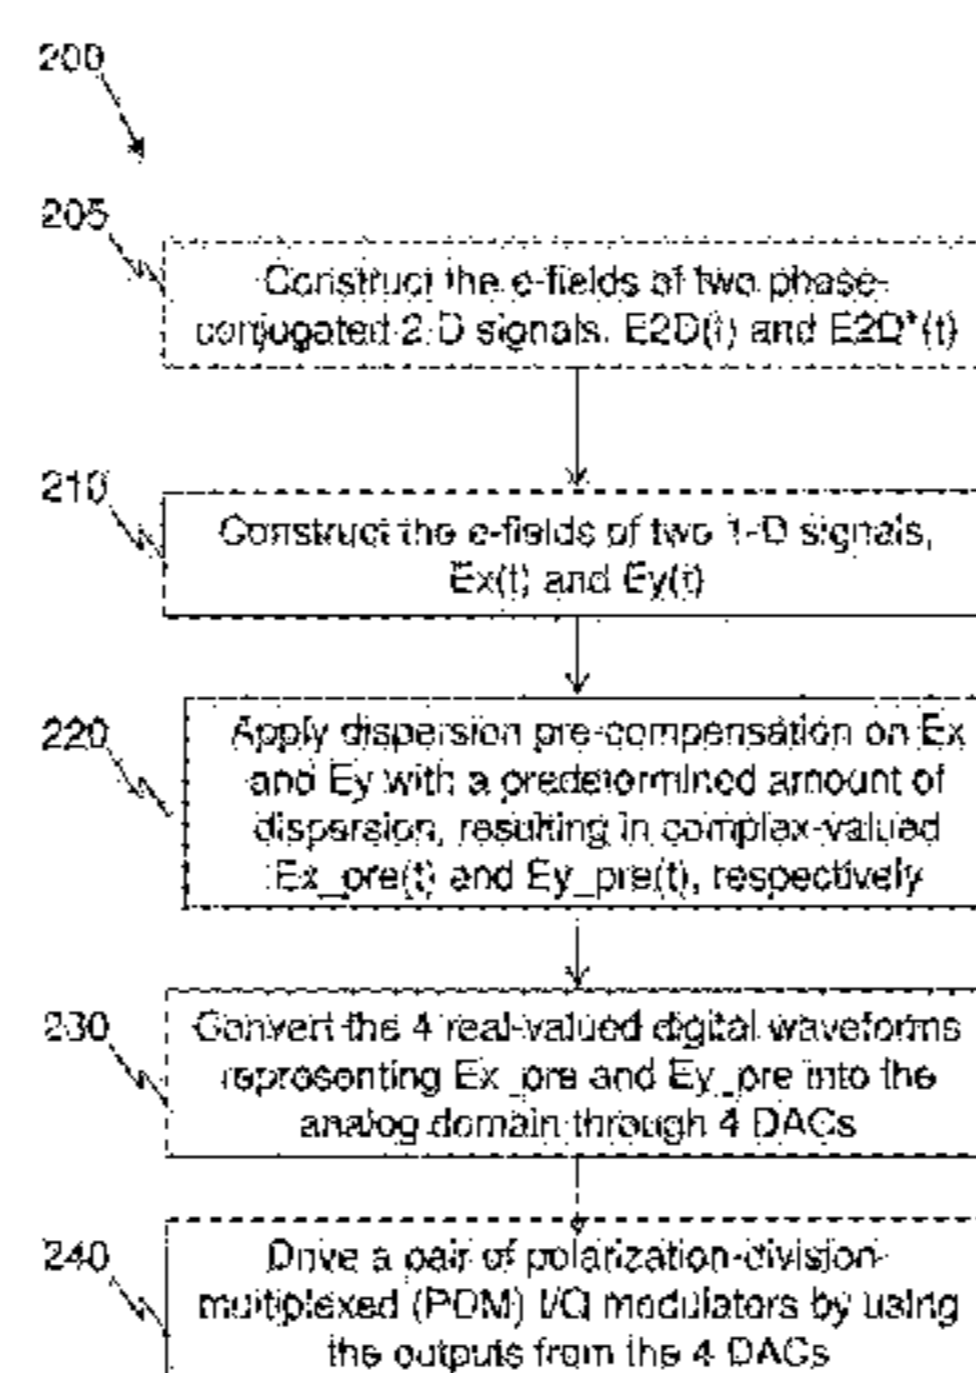 200
205
Construct the e-fields of two phase-
conjugated 2-D signals, E2D(t) and E2D*(t)
210
Construct the e-fields of two 1-D signals,
Ex(t) and Ey(t)
220
Apply dispersion pre-compensation on Ex
and Ey with a predetermined amount of
dispersion, resulting in complex-valued
Ex_pre(t) and Ey_pre(t), respectively
230
Convert the 4 real-valued digital waveforms
representing Ex_pre and Ey_pre into the
analog domain through 4 DACs
240
Drive a pair of polarization-division-
multiplexed (PDM) I/Q modulators by using
the outputs from the 4 DACs